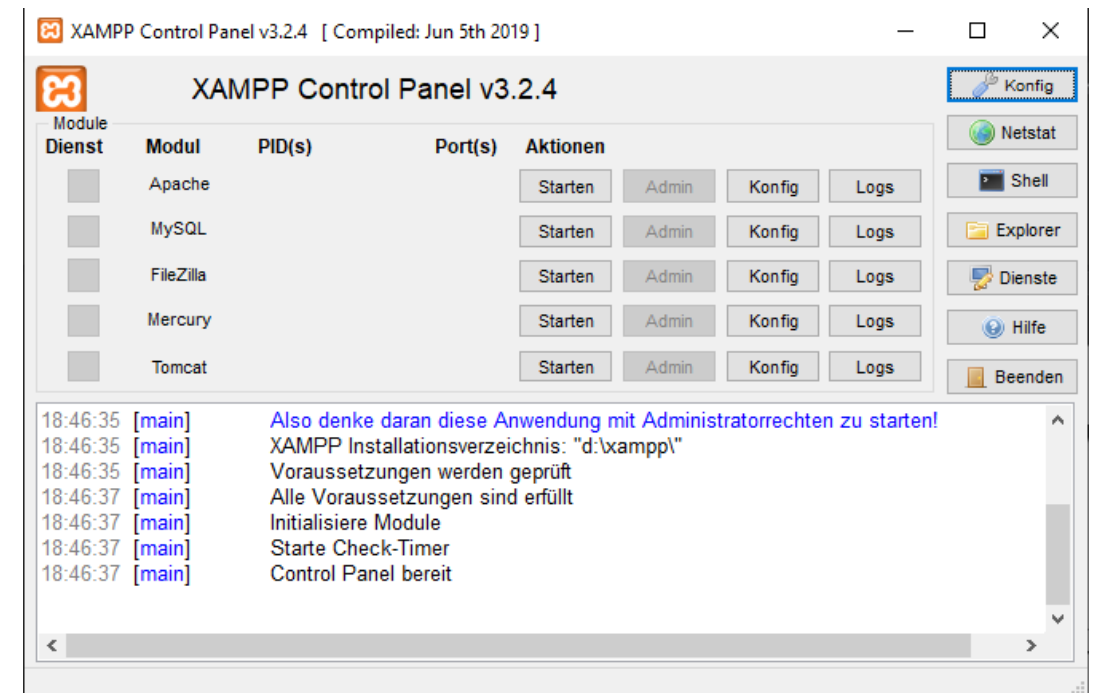 XAMPP Control Panel v3.2.4 [ Compiled: Jun 5th 2019 ]
XAMPP Control Panel v3.2.4
Konfig
Module
Dienst Modul PID(s) Port(s) Aktionen
Netstat
Apache Starten Admin Konfig Logs
Shell
MySQL Starten Admin Konfig Logs
Explorer
FileZilla Starten Admin Konfig Logs
Dienste
Mercury Starten Admin Konfig Logs
Hilfe
Tomcat Starten Admin Konfig Logs
Beenden
18:46:35 [main] Also denke daran diese Anwendung mit Administratorrechten zu starten!
18:46:35 [main] XAMPP Installationsverzeichnis: "d:\xampp\"
18:46:35 [main] Voraussetzungen werden geprüft
18:46:37 [main] Alle Voraussetzungen sind erfüllt
18:46:37 [main] Initialisiere Module
18:46:37 [main] Starte Check-Timer
18:46:37 [main] Control Panel bereit